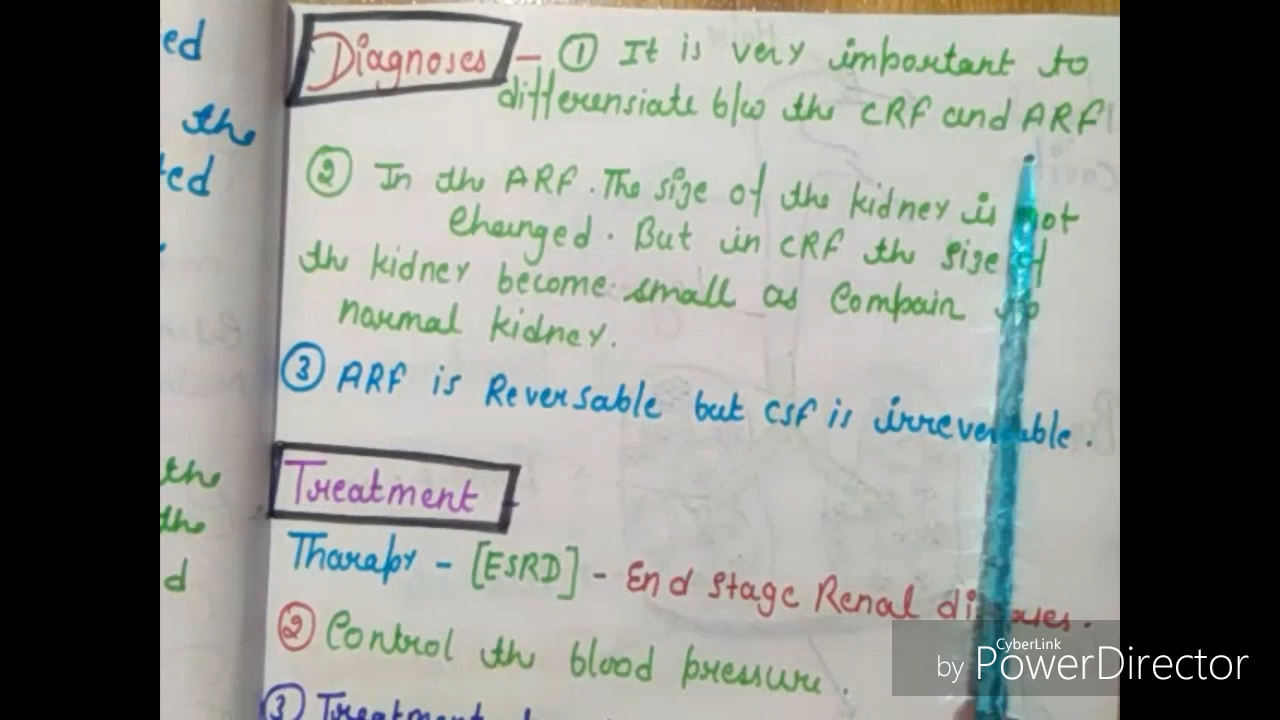 ed
the
ted
the
the
d
Diagnoses - ① It is very important to
differensiate b/w the CRF and ARF
② In the ARF. The size of the kidney is not
changed. But in CRF the size of
the kidney become small as Compain to
normal kidney.
③ ARF is Reversable but CSF is irreversable.
Treatment -
Tharapy - [ESRD] - End Stage Renal diseases.
② Control the blood pressure.
③ Treatment
CyberLink
by PowerDirector